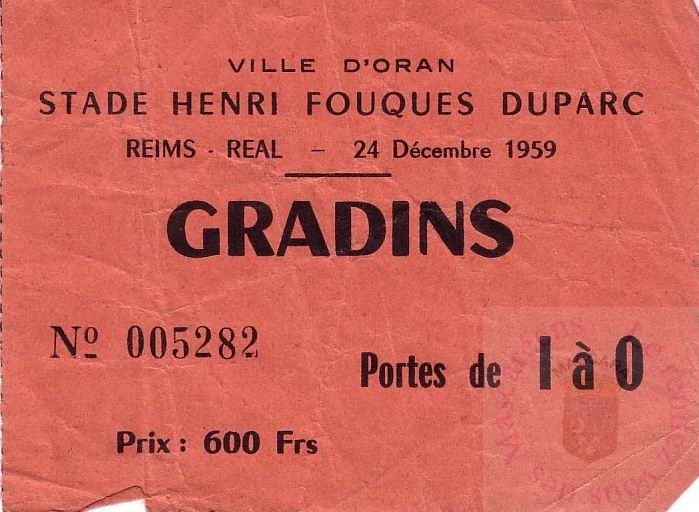 VILLE D'ORAN
STADE HENRI FOUQUES DUPARC
REIMS - REAL - 24 Décembre 1959
GRADINS
Nº 005282
Portes de 1 à 0
Prix : 600 Frs